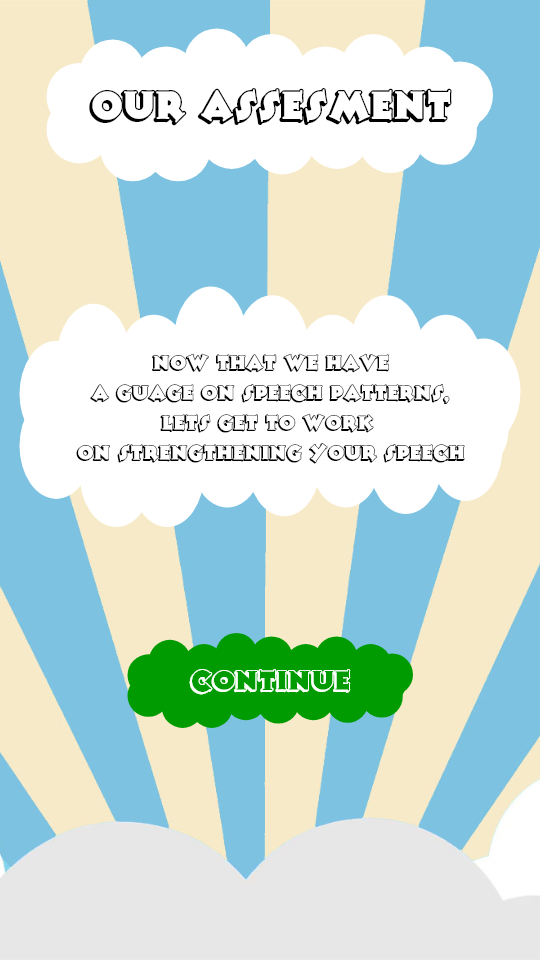 OUR ASSESMENT
NOW THAT WE HAVE
A GUAGE ON SPEECH PATTERNS,
LETS GET TO WORK
ON STRENGTHENING YOUR SPEECH
CONTINUE